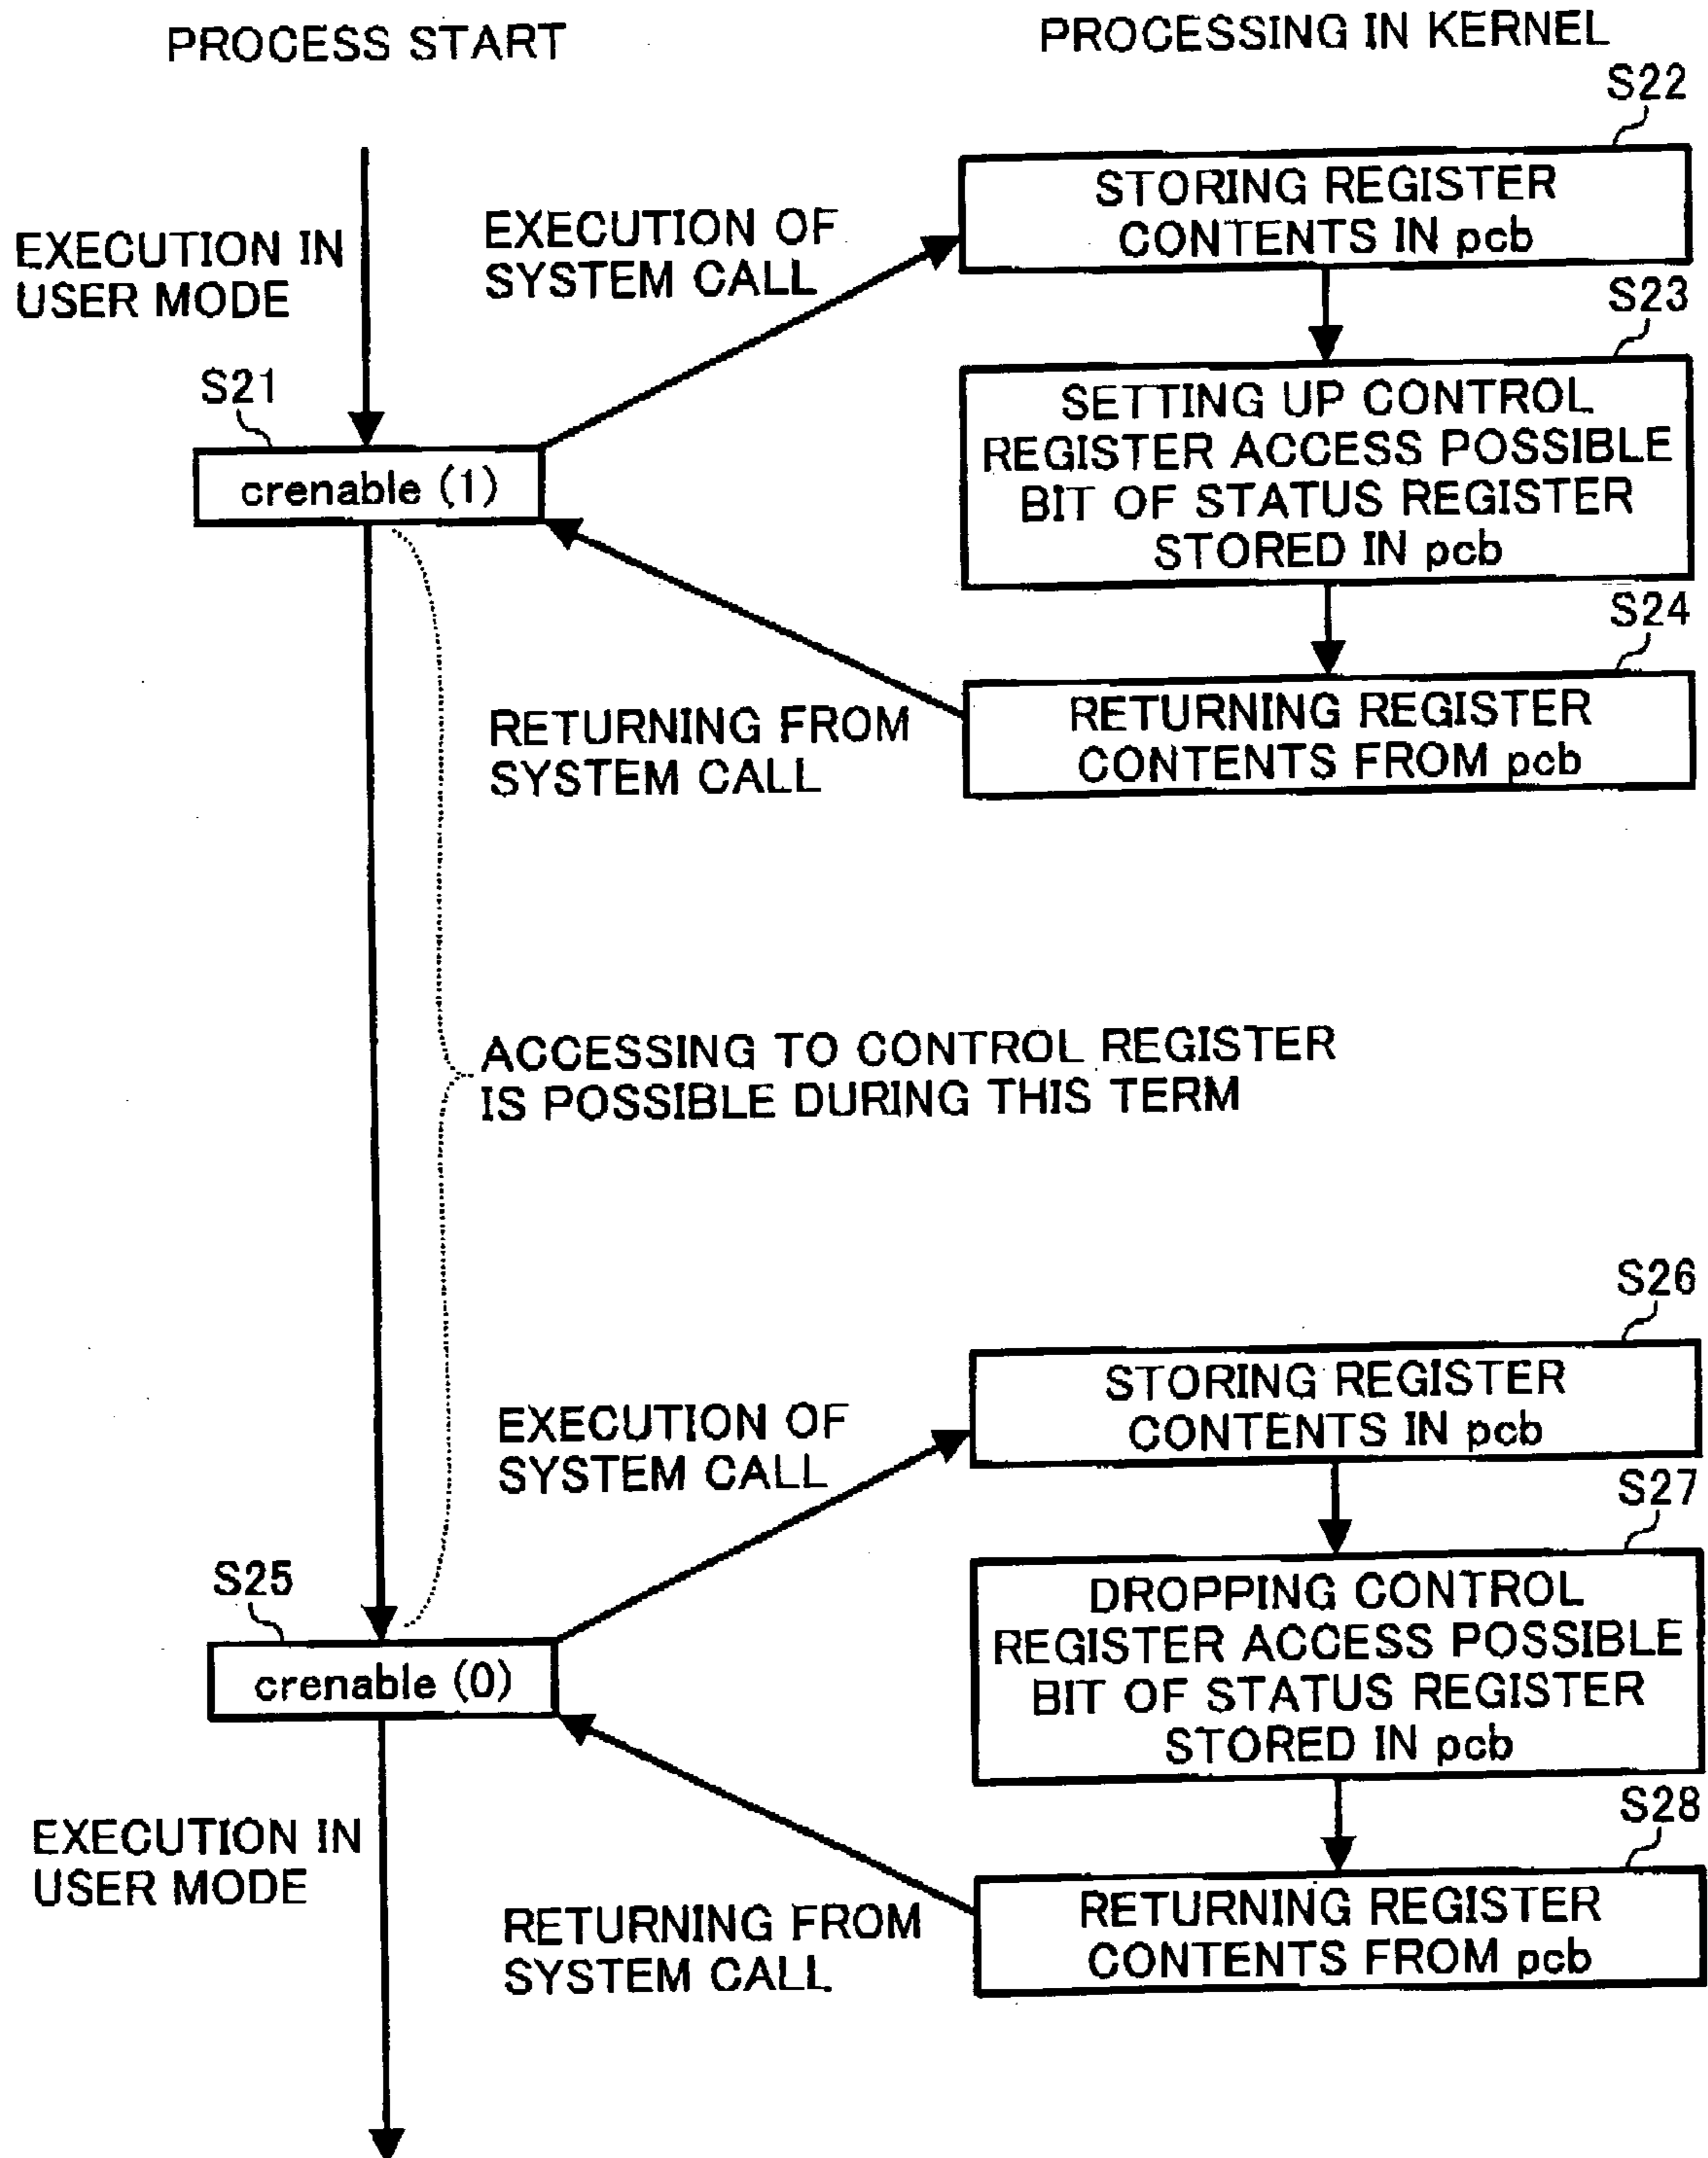 PROCESS START
PROCESSING IN KERNEL
S22
STORING REGISTER
CONTENTS IN pcb
EXECUTION IN
USER MODE
EXECUTION OF
SYSTEM CALL
S23
SETTING UP CONTROL
REGISTER ACCESS POSSIBLE
BIT OF STATUS REGISTER
STORED IN pcb
S21
crenable (1)
S24
RETURNING REGISTER
CONTENTS FROM pcb
RETURNING FROM
SYSTEM CALL
ACCESSING TO CONTROL REGISTER
IS POSSIBLE DURING THIS TERM
S26
STORING REGISTER
CONTENTS IN pcb
EXECUTION OF
SYSTEM CALL
S27
DROPPING CONTROL
REGISTER ACCESS POSSIBLE
BIT OF STATUS REGISTER
STORED IN pcb
S25
crenable (0)
S28
RETURNING REGISTER
CONTENTS FROM pcb
EXECUTION IN
USER MODE
RETURNING FROM
SYSTEM CALL